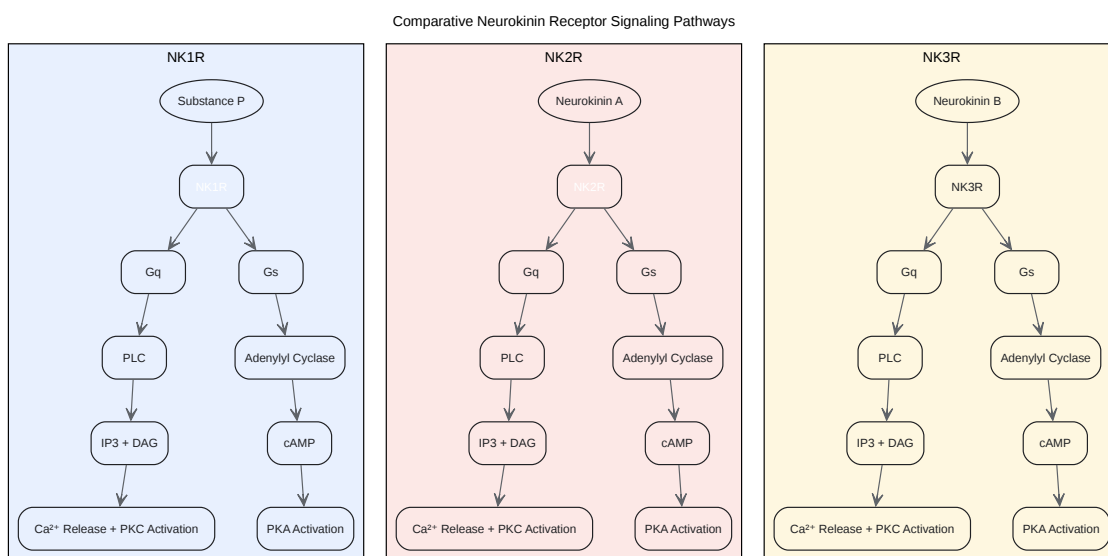 Comparative Neurokinin Receptor Signaling Pathways
NK1R
Substance P
NK1R
Gq
Gs
PLC
Adenylyl Cyclase
IP3 + DAG
cAMP
Ca²⁺ Release + PKC Activation
PKA Activation
NK2R
Neurokinin A
NK2R
Gq
Gs
PLC
Adenylyl Cyclase
IP3 + DAG
cAMP
Ca²⁺ Release + PKC Activation
PKA Activation
NK3R
Neurokinin B
NK3R
Gq
Gs
PLC
Adenylyl Cyclase
IP3 + DAG
cAMP
Ca²⁺ Release + PKC Activation
PKA Activation